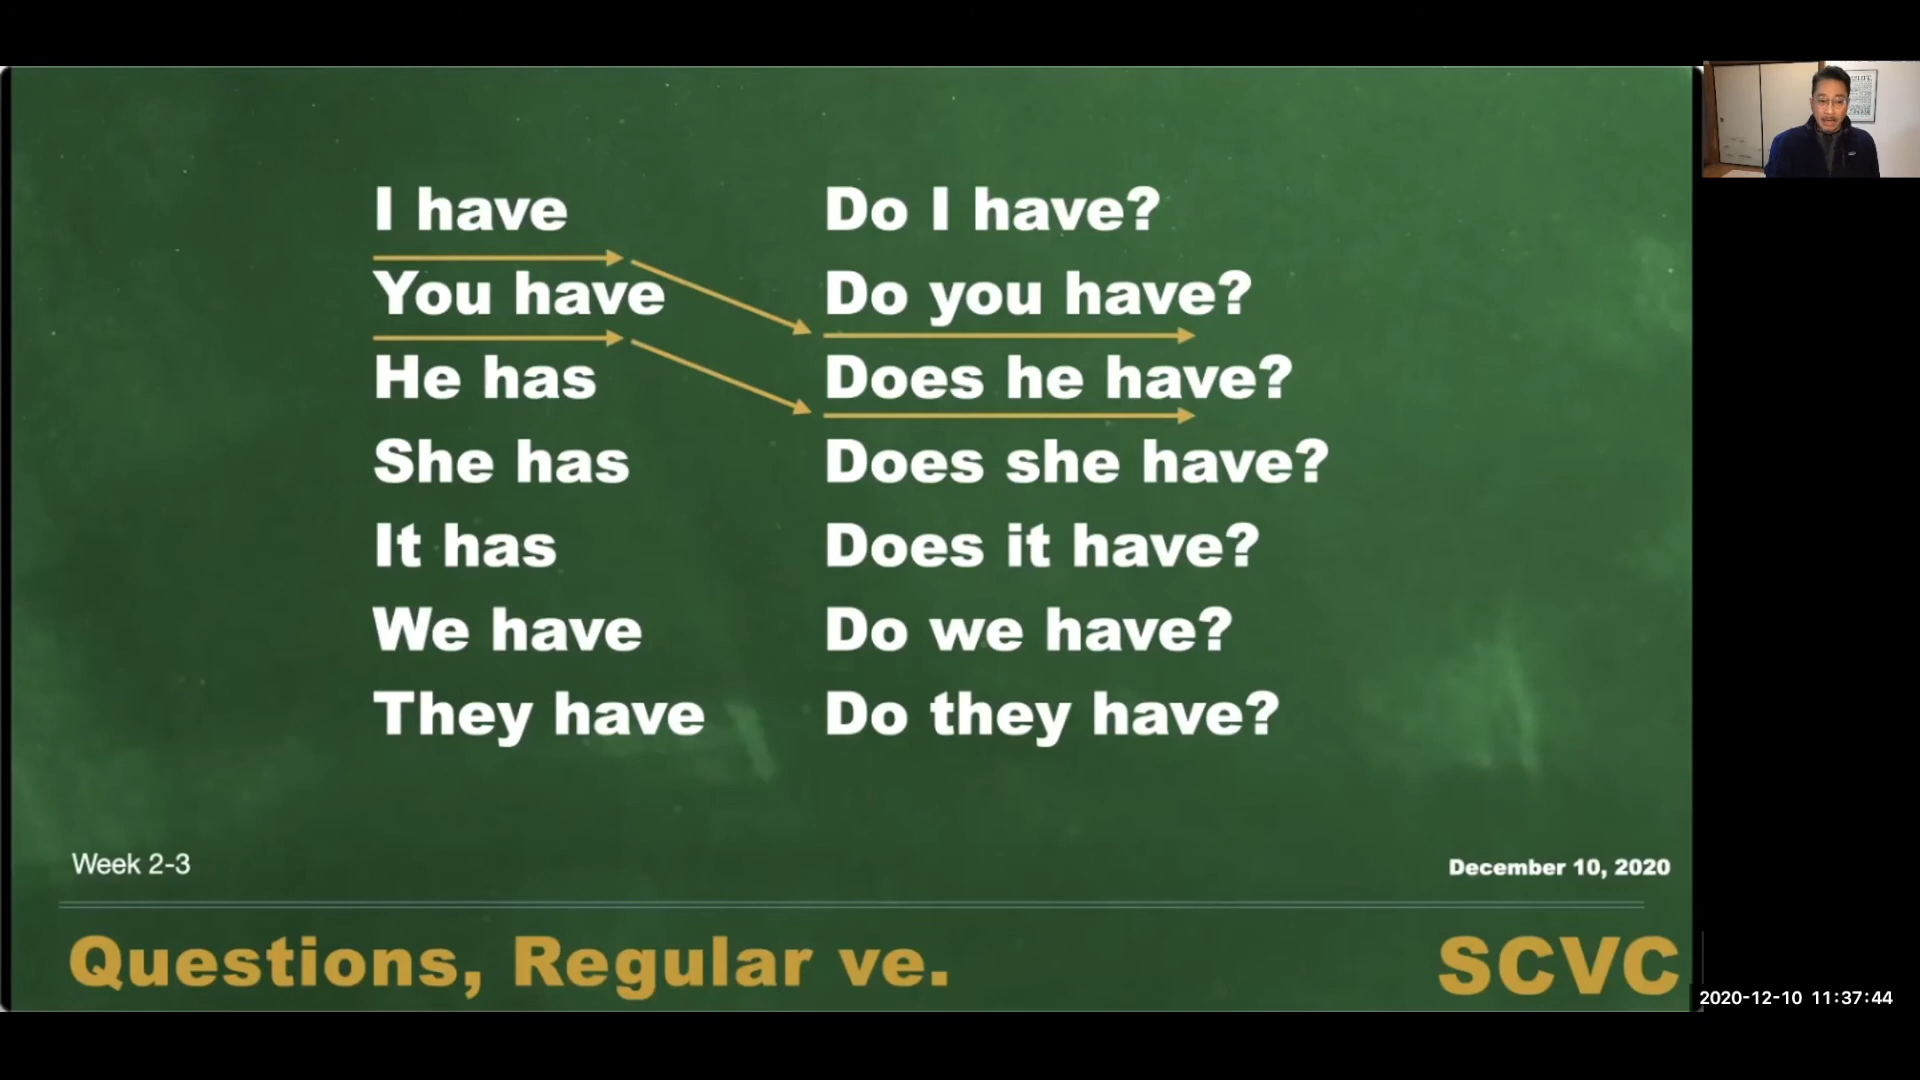 I have
Do I have?
You have
Do you have?
He has
Does he have?
She has
Does she have?
It has
Does it have?
We have
Do we have?
They have
Do they have?
Week 2-3
December 10, 2020
Questions, Regular ve.
SCVC
2020-12-10 11:37:44